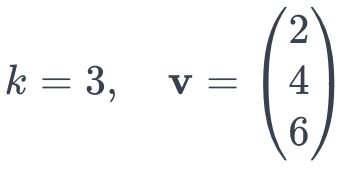 k = 3, v = (2 4 6)